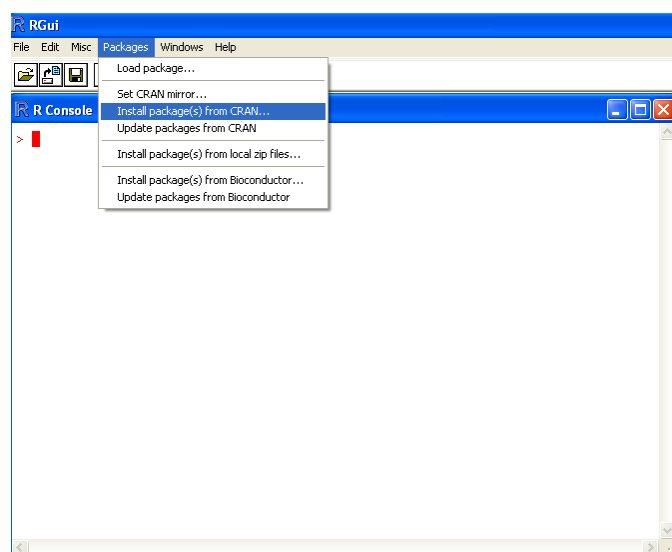 R RGui
File Edit Misc Packages Windows Help
Load package...
Set CRAN mirror...
Install package(s) from CRAN...
Update packages from CRAN
Install package(s) from local zip files...
Install package(s) from Bioconductor...
Update packages from Bioconductor
R R Console
>